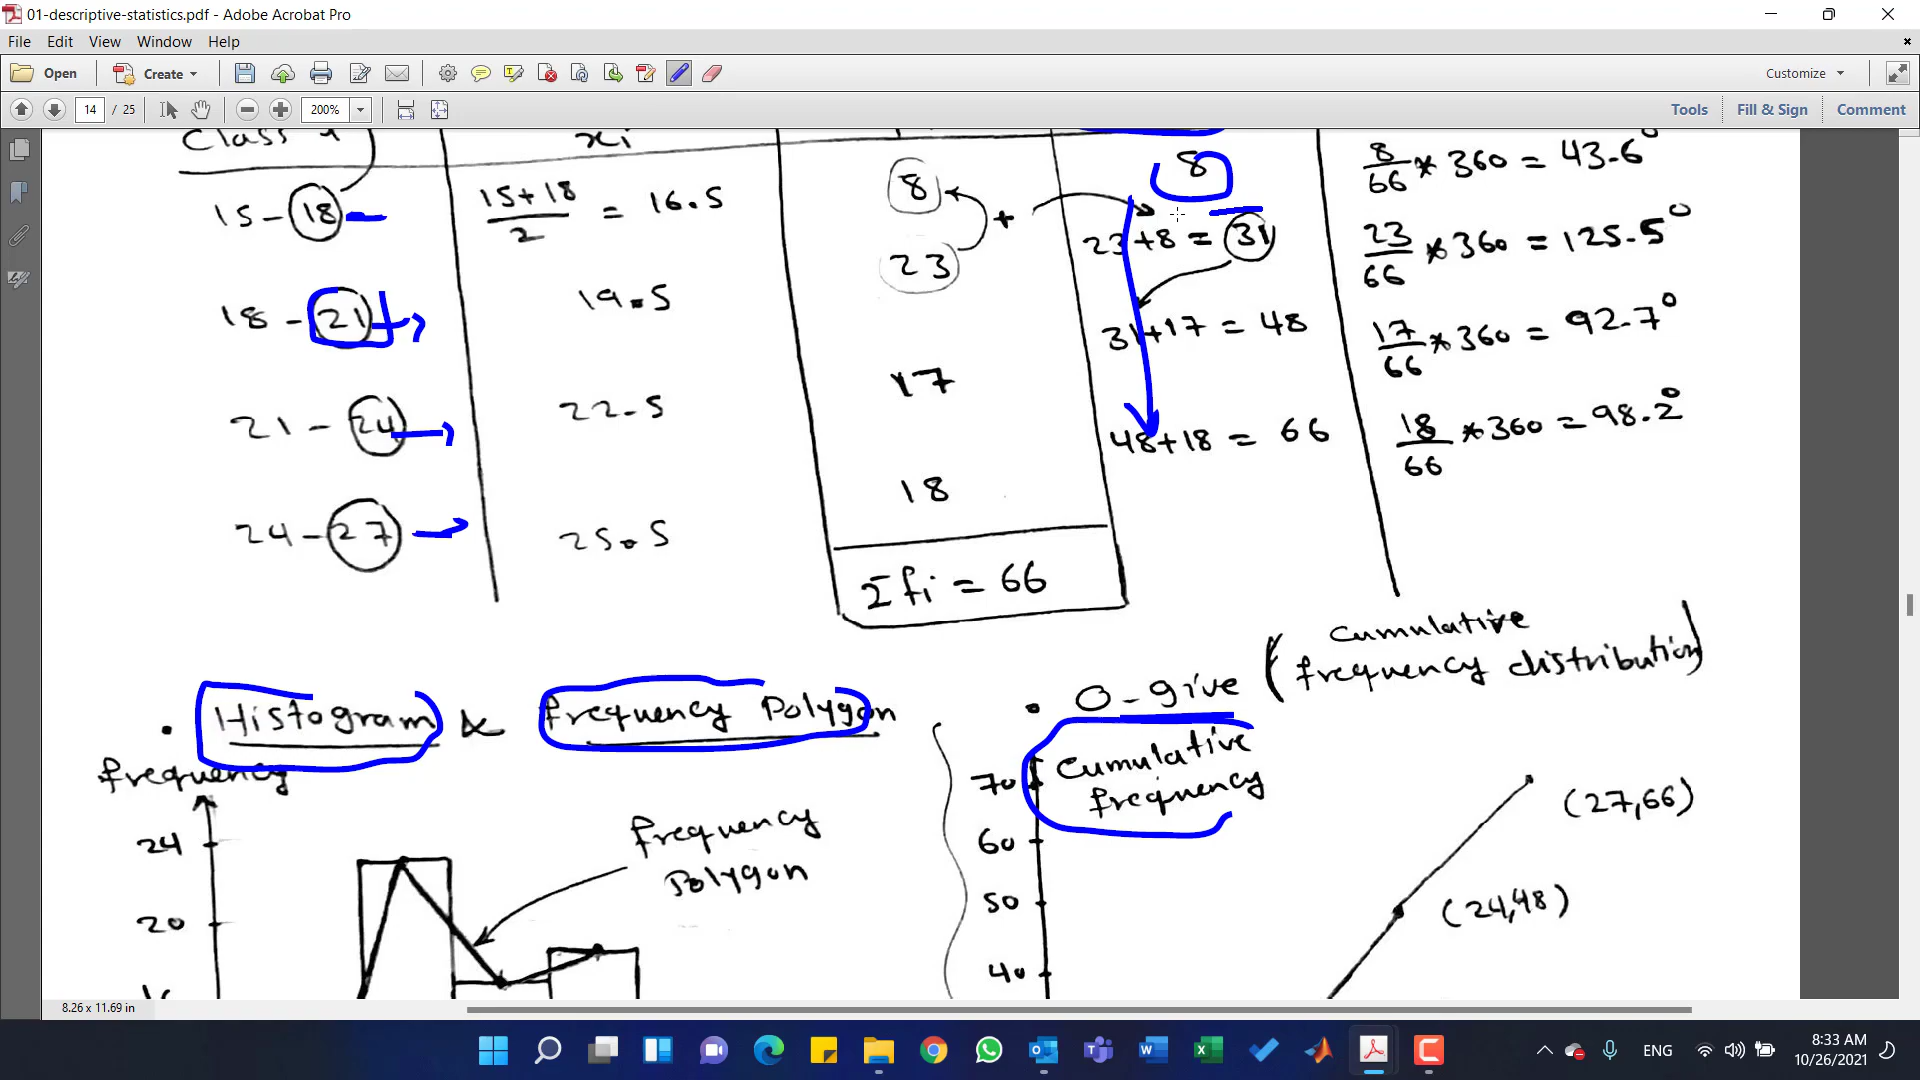 01-descriptive-statistics.pdf - Adobe Acrobat Pro
File Edit View Window Help
Open Create Customize
14 / 25 200% Tools Fill & Sign Comment
Class xi
15 - 18 15+18/2 = 16.5 8 8 8/66 * 360 = 43.6°
+
18 - 21 19.5 23 23+8 = 31 23/66 * 360 = 125.5°
21 - 24 22.5 17 31+17 = 48 17/66 * 360 = 92.7°
24 - 27 25.5 18 48+18 = 66 18/66 * 360 = 98.2°
Σfi = 66
• Histogram & frequency Polygon
frequency
24
20
frequency
Polygon
• O-give (cumulative
frequency distribution)
Cumulative
frequency
70
60
50
40
(27,66)
(24,48)
8.26 x 11.69 in
ENG
8:33 AM
10/26/2021